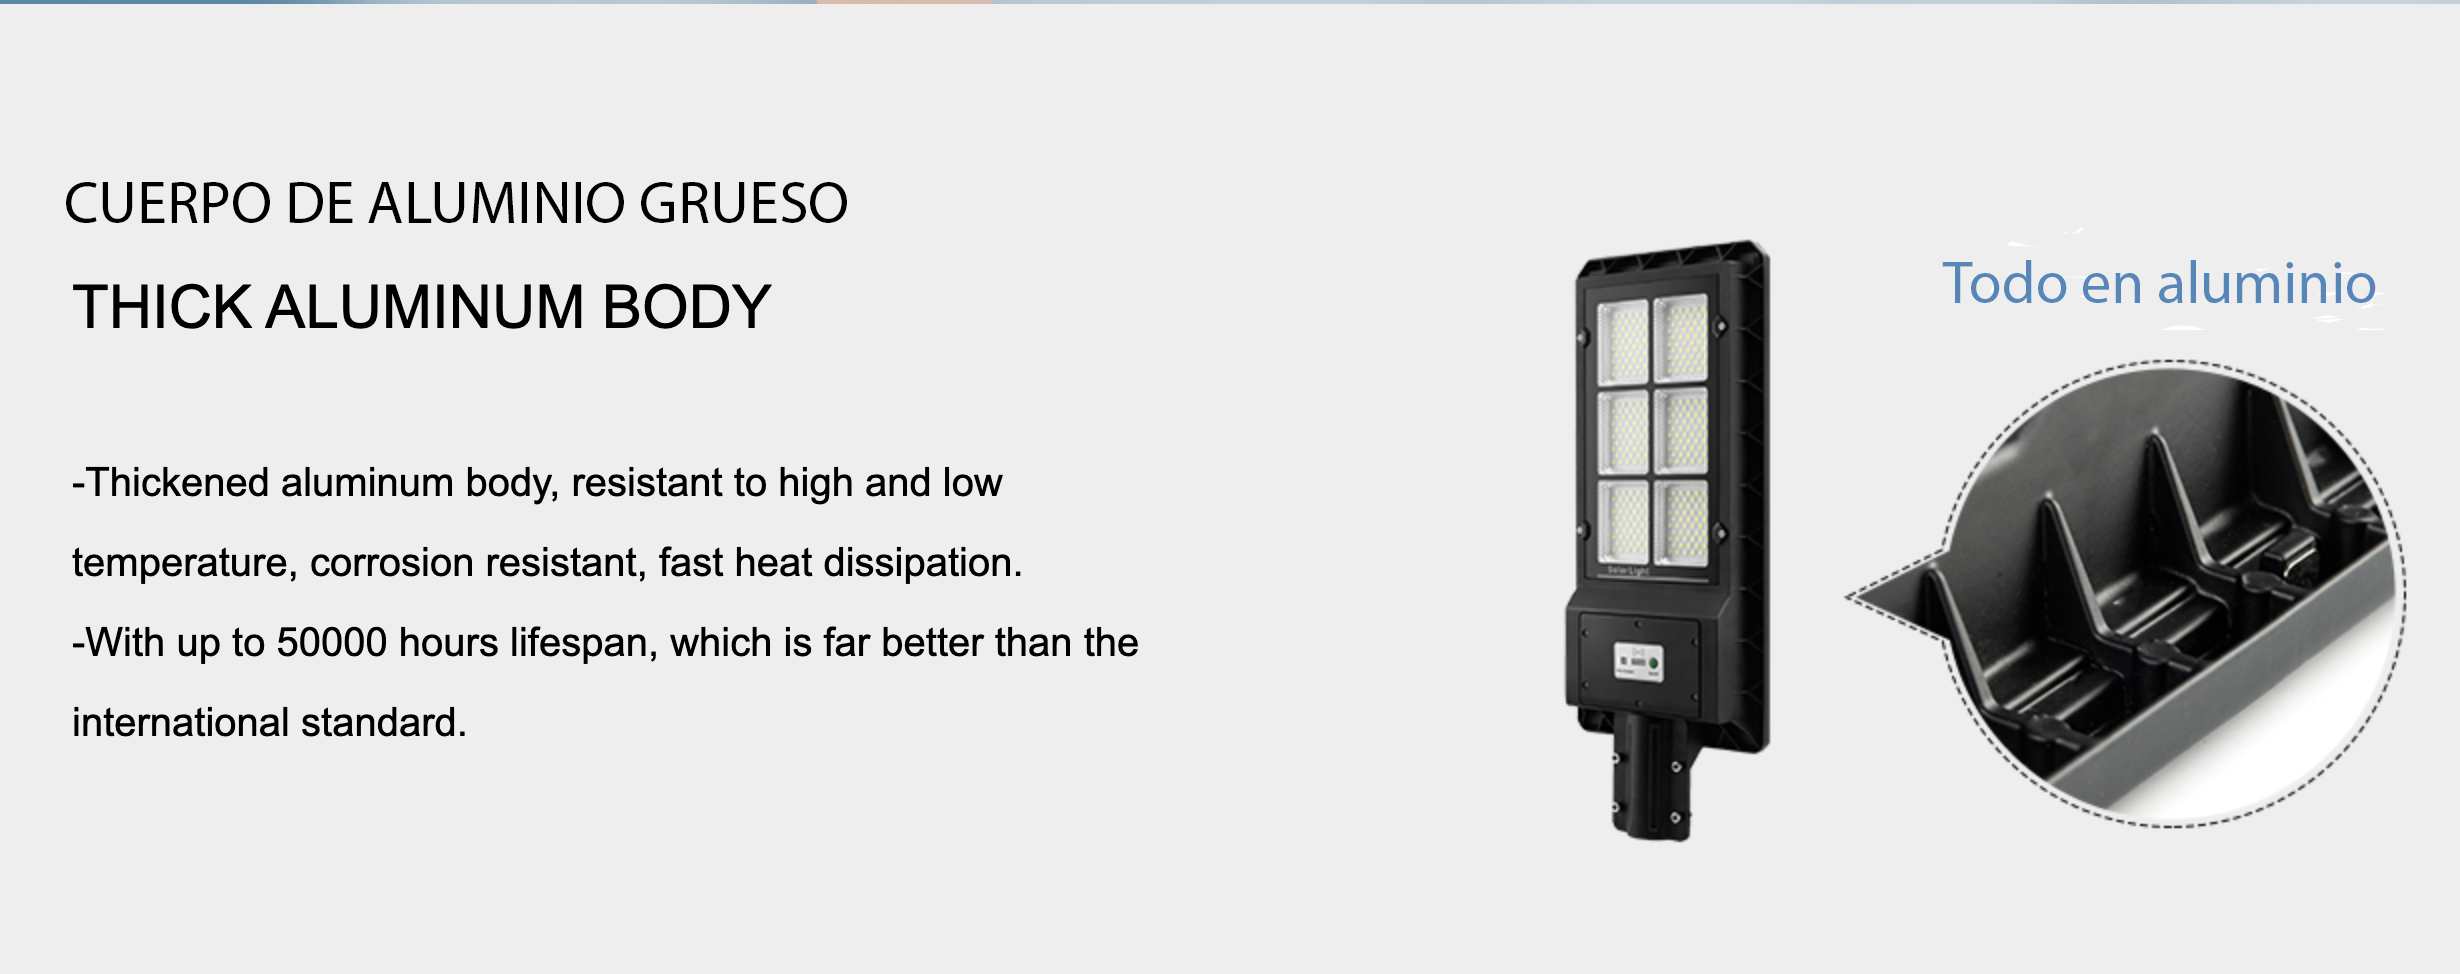 CUERPO DE ALUMINIO GRUESO
THICK ALUMINUM BODY
Todo en aluminio
-Thickened aluminum body, resistant to high and low
temperature, corrosion resistant, fast heat dissipation.
-With up to 50000 hours lifespan, which is far better than the
international standard.
SolarLight